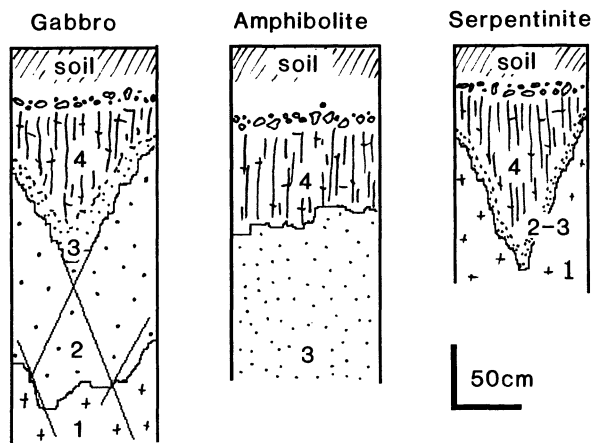 Gabbro
Amphibolite
Serpentinite
soil
soil
soil
4
4
4
3
2-3
1
2
3
50cm
1